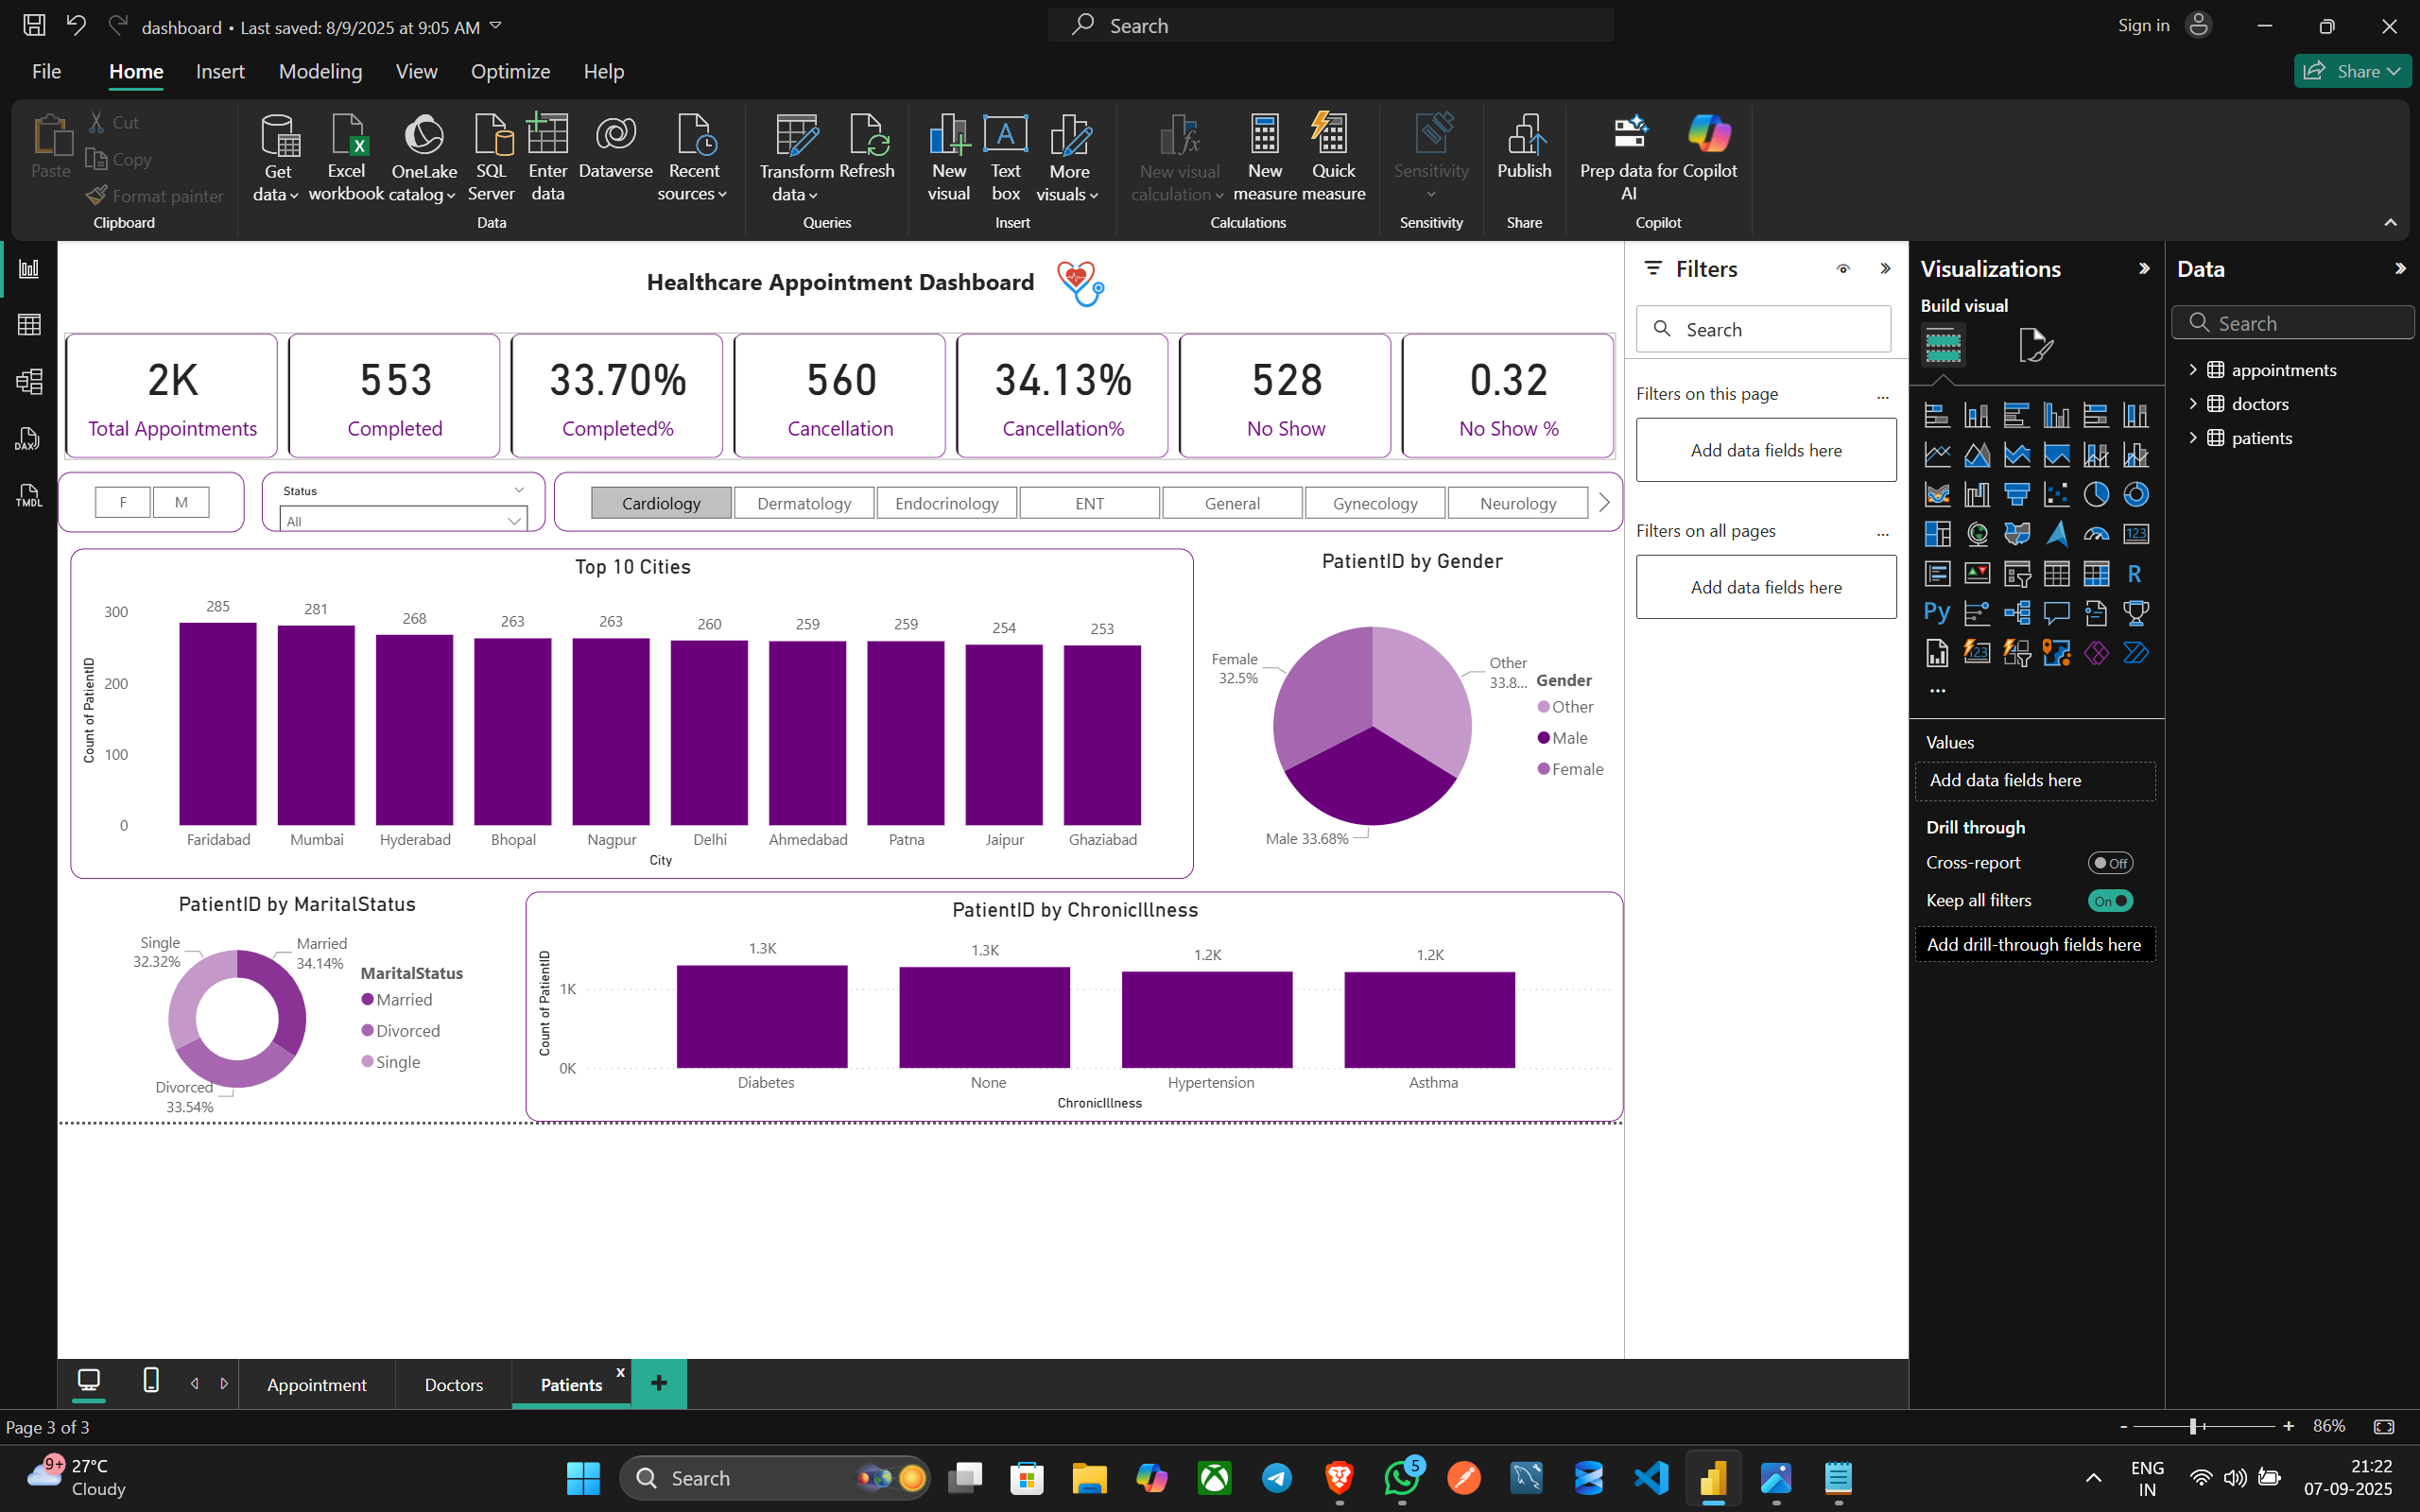 dashboard • Last saved: 8/9/2025 at 9:05 AM
Search
Sign in
File Home Insert Modeling View Optimize Help
Share
Paste
Cut
Copy
Format painter
Clipboard
Get data
Excel workbook
OneLake catalog
SQL Server
Enter data
Dataverse
Recent sources
Data
Transform data
Refresh
Queries
New visual
Text box
More visuals
Insert
New visual calculation
New measure
Quick measure
Calculations
Sensitivity
Sensitivity
Publish
Share
Prep data for AI
Copilot
Copilot
DAX
TMDL
Healthcare Appointment Dashboard
2K
Total Appointments
553
Completed
33.70%
Completed%
560
Cancellation
34.13%
Cancellation%
528
No Show
0.32
No Show %
F M
Status
All
Cardiology Dermatology Endocrinology ENT General Gynecology Neurology
Top 10 Cities
Count of PatientID
300
200
100
0
285 281 268 263 263 260 259 259 254 253
Faridabad Mumbai Hyderabad Bhopal Nagpur Delhi Ahmedabad Patna Jaipur Ghaziabad
City
PatientID by Gender
Female
32.5%
Other
33.8...
Male 33.68%
Gender
Other
Male
Female
PatientID by MaritalStatus
Single
32.32%
Married
34.14%
Divorced
33.54%
MaritalStatus
Married
Divorced
Single
PatientID by ChronicIllness
Count of PatientID
1K
0K
1.3K 1.3K 1.2K 1.2K
Diabetes None Hypertension Asthma
ChronicIllness
Filters
Search
Filters on this page ...
Add data fields here
Filters on all pages ...
Add data fields here
Visualizations
Build visual
123
R
Py
123
...
Values
Add data fields here
Drill through
Cross-report Off
Keep all filters On
Add drill-through fields here
Data
Search
appointments
doctors
patients
Appointment Doctors Patients x +
Page 3 of 3
- + 86%
9+
27°C
Cloudy
Search
5
ENG
IN
21:22
07-09-2025